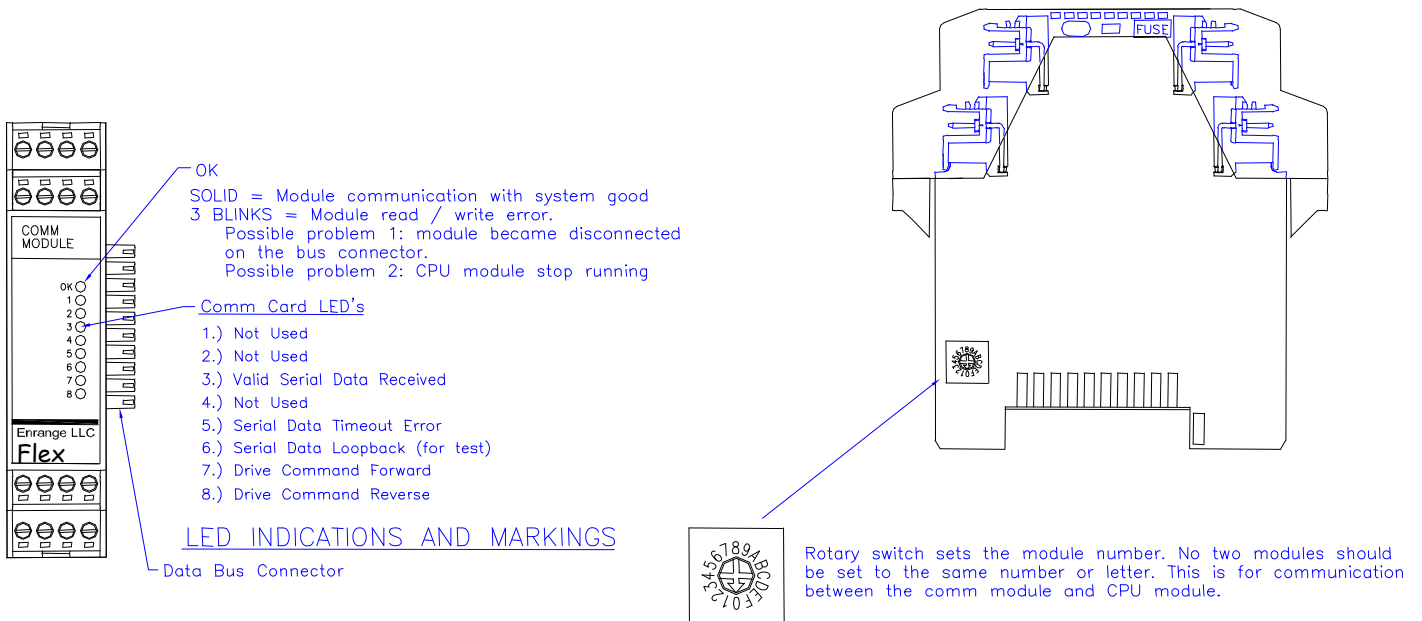 OK
SOLID = Module communication with system good
3 BLINKS = Module read / write error.
Possible problem 1: module became disconnected
on the bus connector.
Possible problem 2: CPU module stop running
COMM
MODULE
OK
1
2
3
4
5
6
7
8
Enrange LLC
Flex
Comm Card LED's
1.) Not Used
2.) Not Used
3.) Valid Serial Data Received
4.) Not Used
5.) Serial Data Timeout Error
6.) Serial Data Loopback (for test)
7.) Drive Command Forward
8.) Drive Command Reverse
LED INDICATIONS AND MARKINGS
Data Bus Connector
FUSE
0123456789ABCDEF
0123456789ABCDEF
Rotary switch sets the module number. No two modules should
be set to the same number or letter. This is for communication
between the comm module and CPU module.